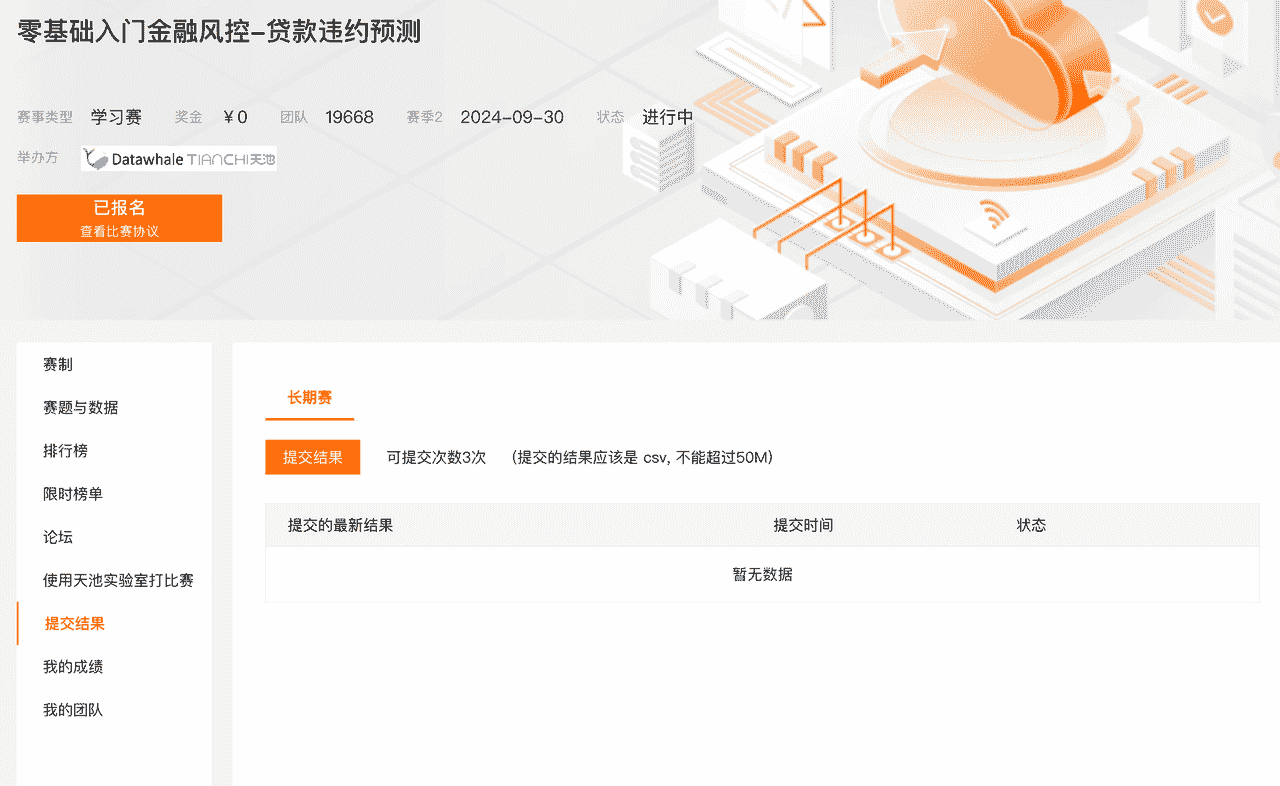 零基础入门金融风控-贷款违约预测
赛事类型 学习赛 奖金 ￥0 团队 19668 赛季2 2024-09-30 状态 进行中
举办方 Datawhale TIANCHI天池
已报名
查看比赛协议
赛制
赛题与数据
排行榜
限时榜单
论坛
使用天池实验室打比赛
提交结果
我的成绩
我的团队
长期赛
提交结果 可提交次数3次 (提交的结果应该是 csv, 不能超过50M)
提交的最新结果 提交时间 状态
暂无数据